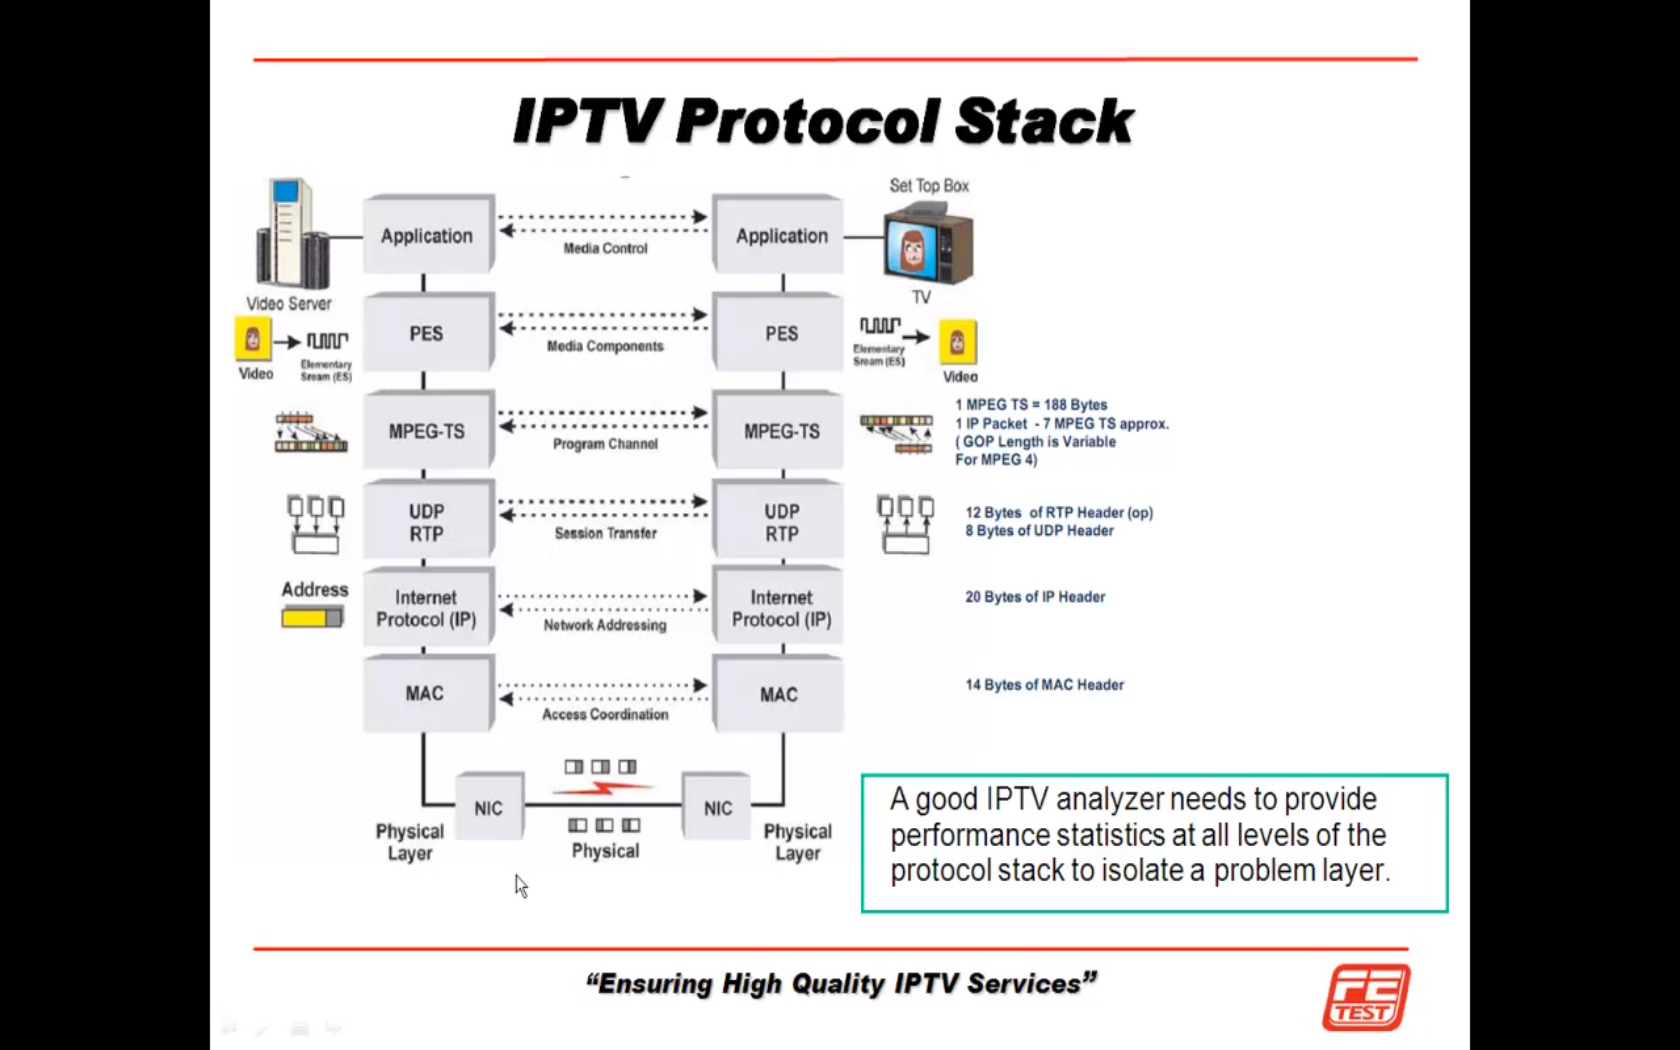 IPTV Protocol Stack
Set Top Box
Application
Media Control
Application
Video Server
TV
PES
Media Components
PES
Video
Elementary
Sream (ES)
Elementary
Sream (ES)
Video
MPEG-TS
Program Channel
MPEG-TS
1 MPEG TS = 188 Bytes
1 IP Packet - 7 MPEG TS approx.
( GOP Length is Variable
For MPEG 4)
UDP
RTP
Session Transfer
UDP
RTP
12 Bytes of RTP Header (op)
8 Bytes of UDP Header
Address
Internet
Protocol (IP)
Network Addressing
Internet
Protocol (IP)
20 Bytes of IP Header
MAC
Access Coordination
MAC
14 Bytes of MAC Header
NIC
NIC
Physical
Layer
Physical
Physical
Layer
A good IPTV analyzer needs to provide
performance statistics at all levels of the
protocol stack to isolate a problem layer.
“Ensuring High Quality IPTV Services”
FE
TEST